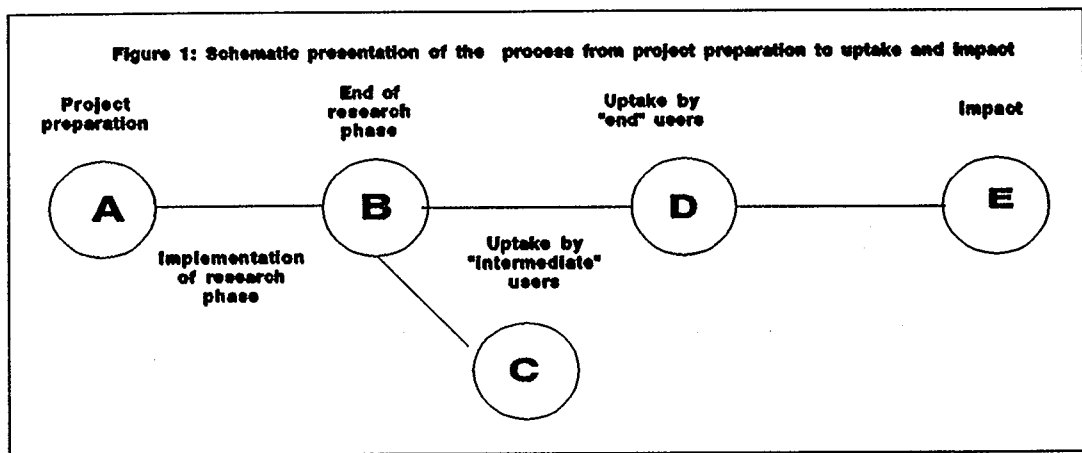 Figure 1: Schematic presentation of the process from project preparation to uptake and impact
Project
preparation
End of
research
phase
Uptake by
"end" users
Impact
A
B
D
E
Implementation
of research
phase
Uptake by
"intermediate"
users
C